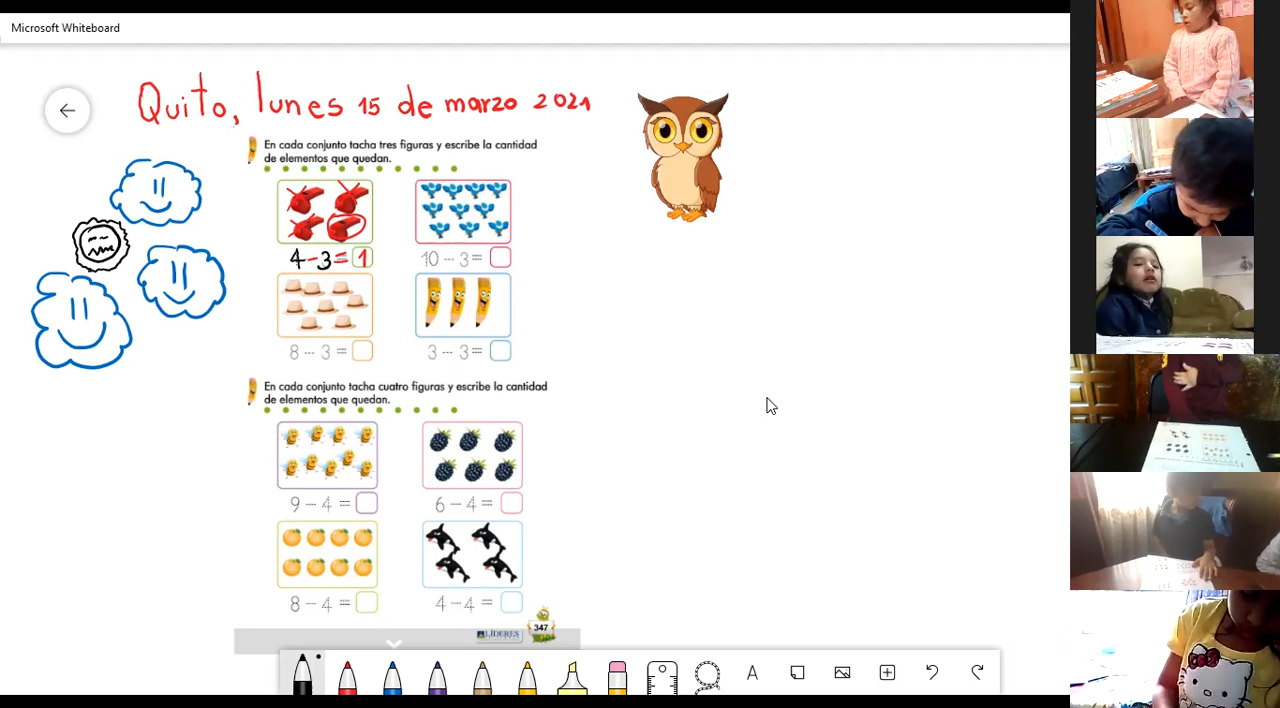 Microsoft Whiteboard
Quito, lunes 15 de marzo 2021
En cada conjunto tacha tres figuras y escribe la cantidad
de elementos que quedan.
4-3=1
10-3=
8-3=
3-3=
En cada conjunto tacha cuatro figuras y escribe la cantidad
de elementos que quedan.
9-4=
6-4=
8-4=
4-4=
LÍDERES
347
A